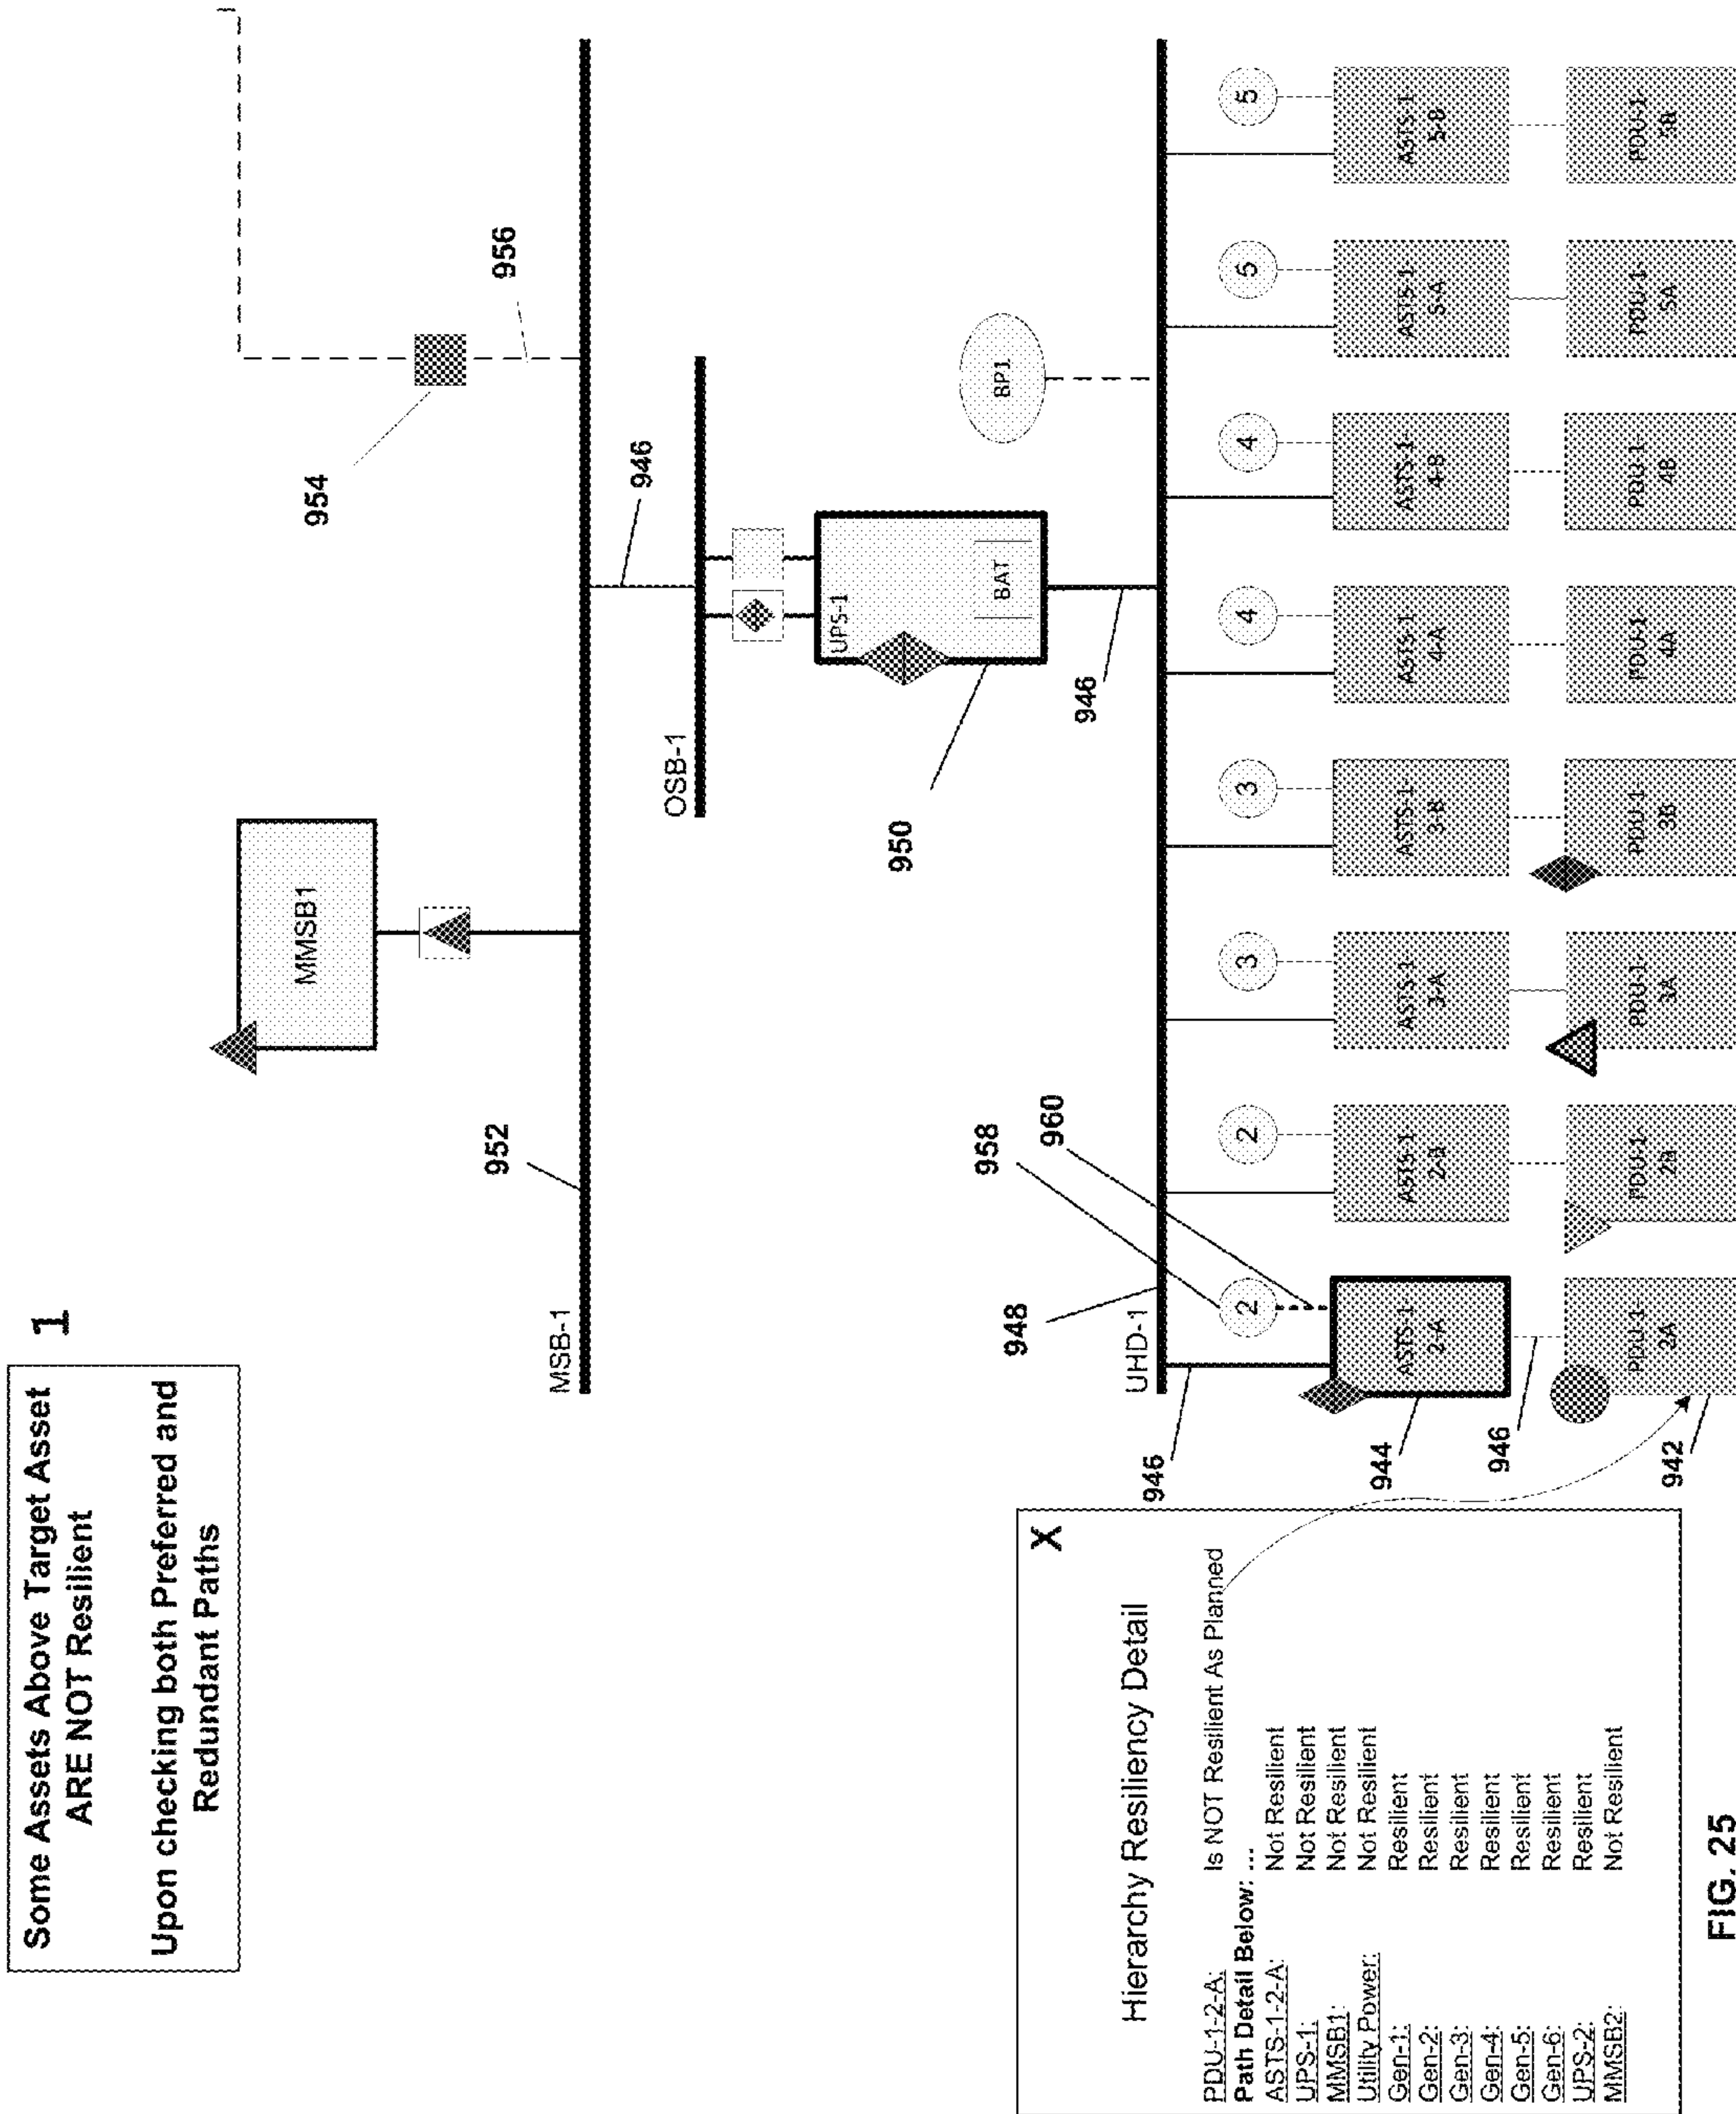 Some Assets Above Target Asset
ARE NOT Resilient
Upon checking both Preferred and
Redundant Paths
1
MMSB1
954
956
952
MSB-1
946
OSB-1
UPS-1
BAT
950
BP1
946
958
960
948
UHD-1
946
2
2
3
3
4
4
5
5
ASTS-1
2-A
ASTS-1
2-B
ASTS-1
3-A
ASTS-1
3-B
ASTS-1
4-A
ASTS-1
4-B
ASTS-1
5-A
ASTS-1
5-B
944
946
PDU-1
2A
PDU-1-
2B
PDU-1-
3A
PDU-1
3B
PDU-1-
4A
PDU-1-
4B
PDU-1-
5A
PDU-1-
5B
942
X
Hierarchy Resiliency Detail
PDU-1-2-A: Is NOT Resilient As Planned
Path Detail Below: ...
ASTS-1-2-A: Not Resilient
UPS-1: Not Resilient
MMSB1: Not Resilient
Utility Power: Not Resilient
Gen-1: Resilient
Gen-2: Resilient
Gen-3: Resilient
Gen-4: Resilient
Gen-5: Resilient
Gen-6: Resilient
UPS-2: Resilient
MMSB2: Not Resilient
FIG. 25